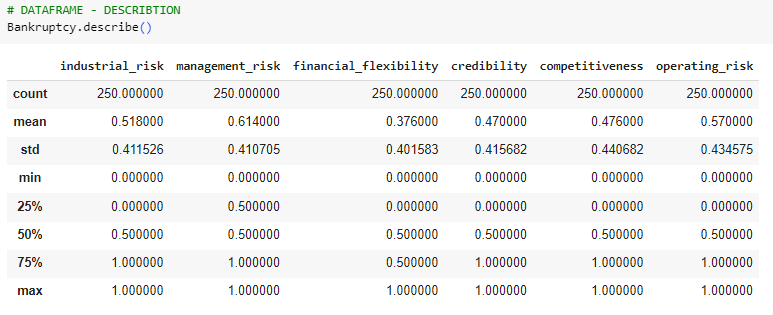 # DATAFRAME - DESCRIBTION
Bankruptcy.describe()
industrial_risk management_risk financial_flexibility credibility competitiveness operating_risk
count 250.000000 250.000000 250.000000 250.000000 250.000000 250.000000
mean 0.518000 0.614000 0.376000 0.470000 0.476000 0.570000
std 0.411526 0.410705 0.401583 0.415682 0.440682 0.434575
min 0.000000 0.000000 0.000000 0.000000 0.000000 0.000000
25% 0.000000 0.500000 0.000000 0.000000 0.000000 0.000000
50% 0.500000 0.500000 0.500000 0.500000 0.500000 0.500000
75% 1.000000 1.000000 0.500000 1.000000 1.000000 1.000000
max 1.000000 1.000000 1.000000 1.000000 1.000000 1.000000